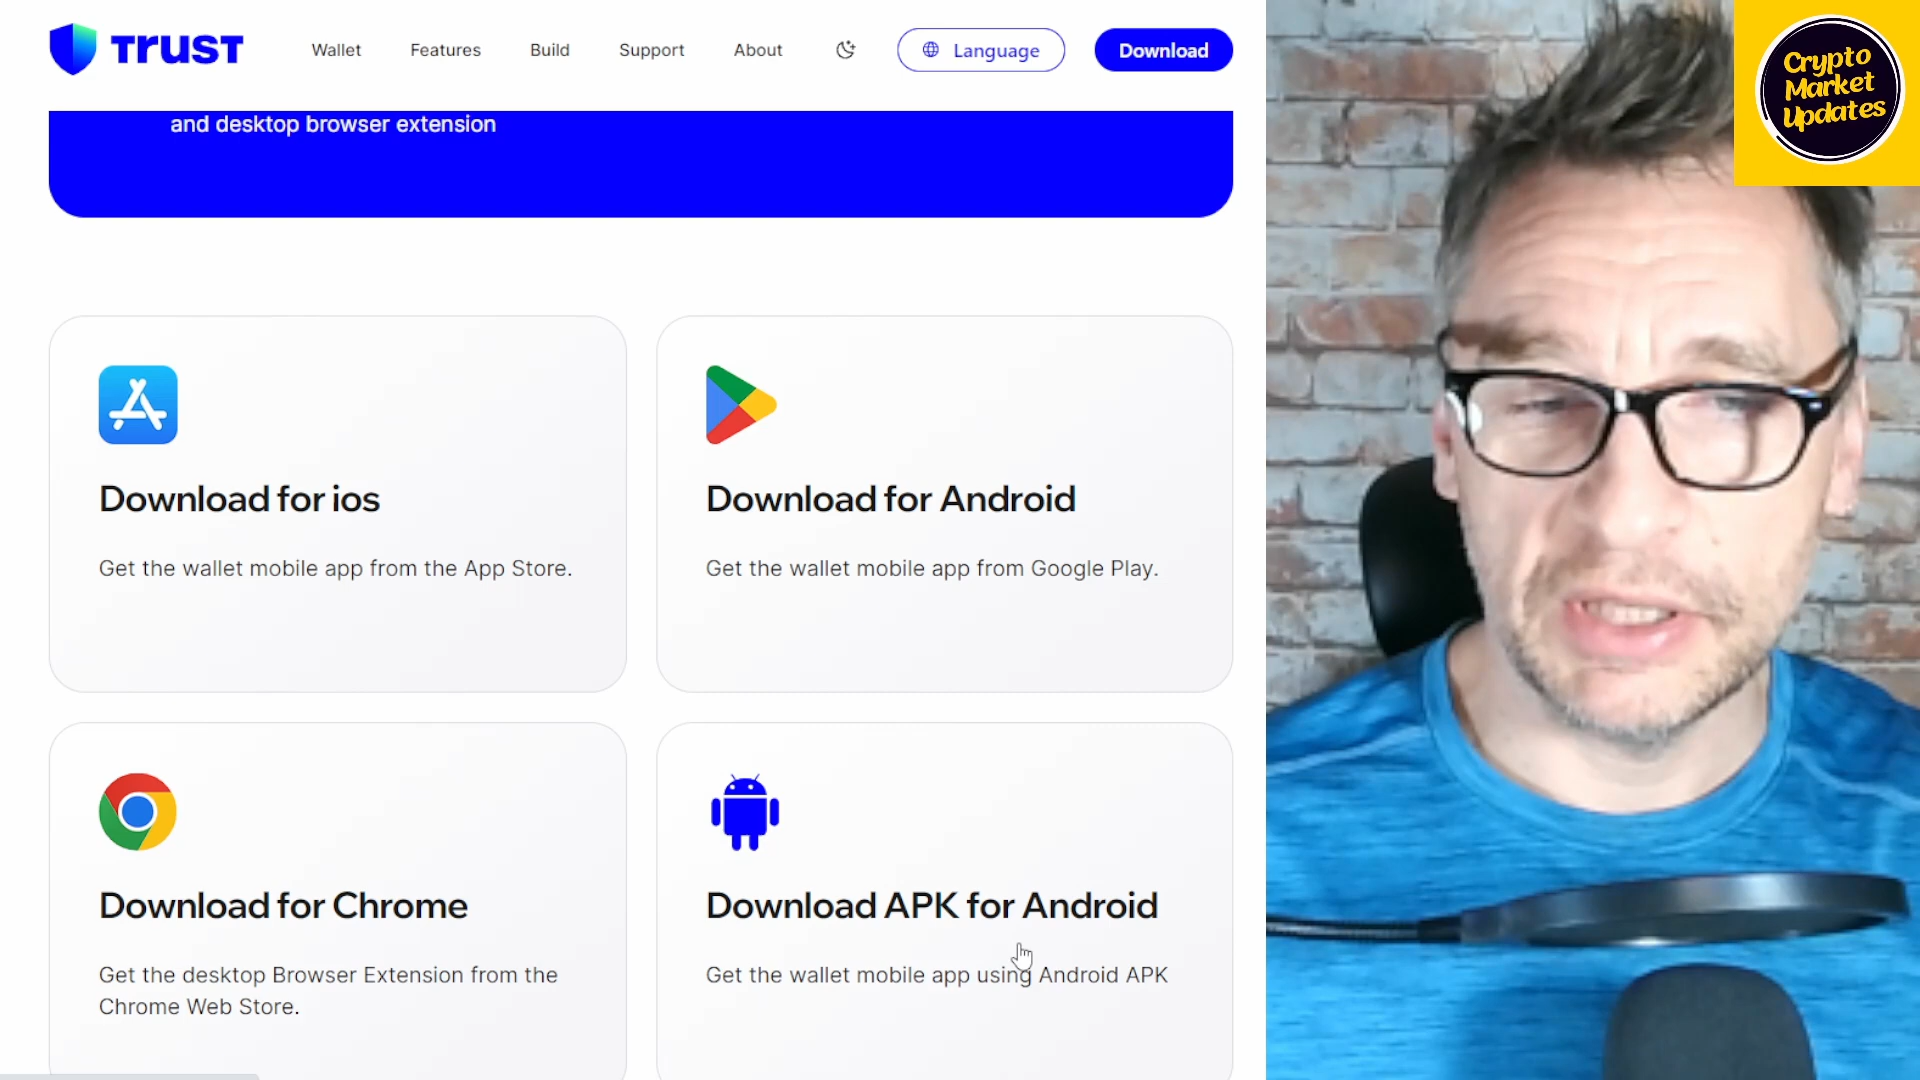 TRUST
Wallet
Features
Build
Support
About
Language
Download
and desktop browser extension
Download for ios
Get the wallet mobile app from the App Store.
Download for Android
Get the wallet mobile app from Google Play.
Download for Chrome
Get the desktop Browser Extension from the
Chrome Web Store.
Download APK for Android
Get the wallet mobile app using Android APK
Crypto
Market
Updates